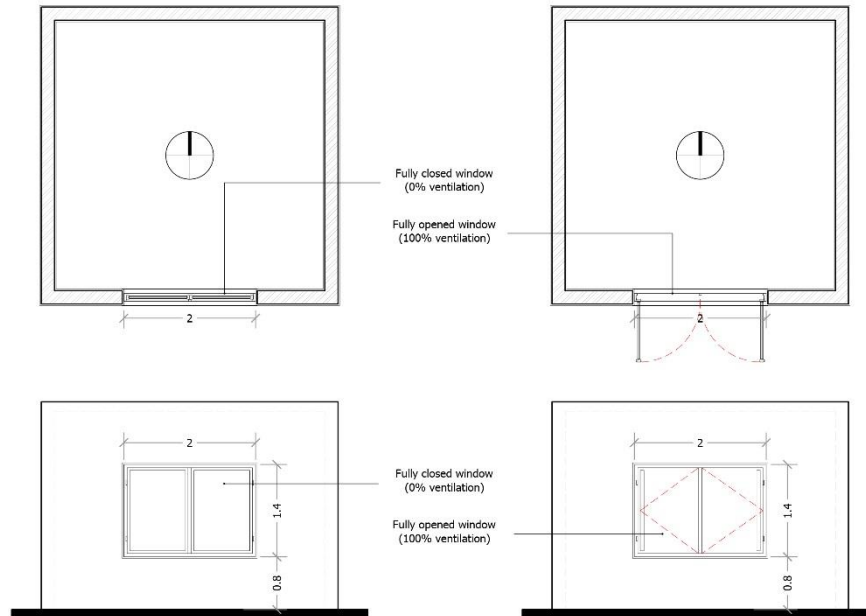 Fully closed window
(0% ventilation)
Fully opened window
(100% ventilation)
2
2
2
2
Fully closed window
(0% ventilation)
Fully opened window
(100% ventilation)
1.4
1.4
0.8
0.8